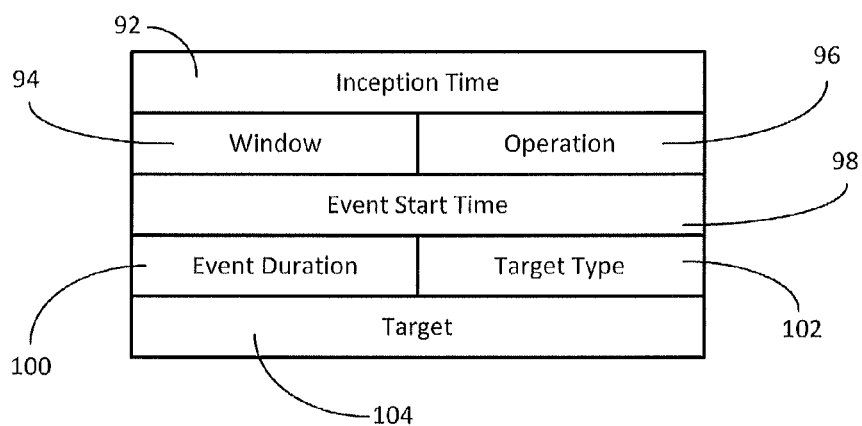 92
Inception Time
96
94
Window
Operation
98
Event Start Time
Event Duration
Target Type
102
100
Target
104